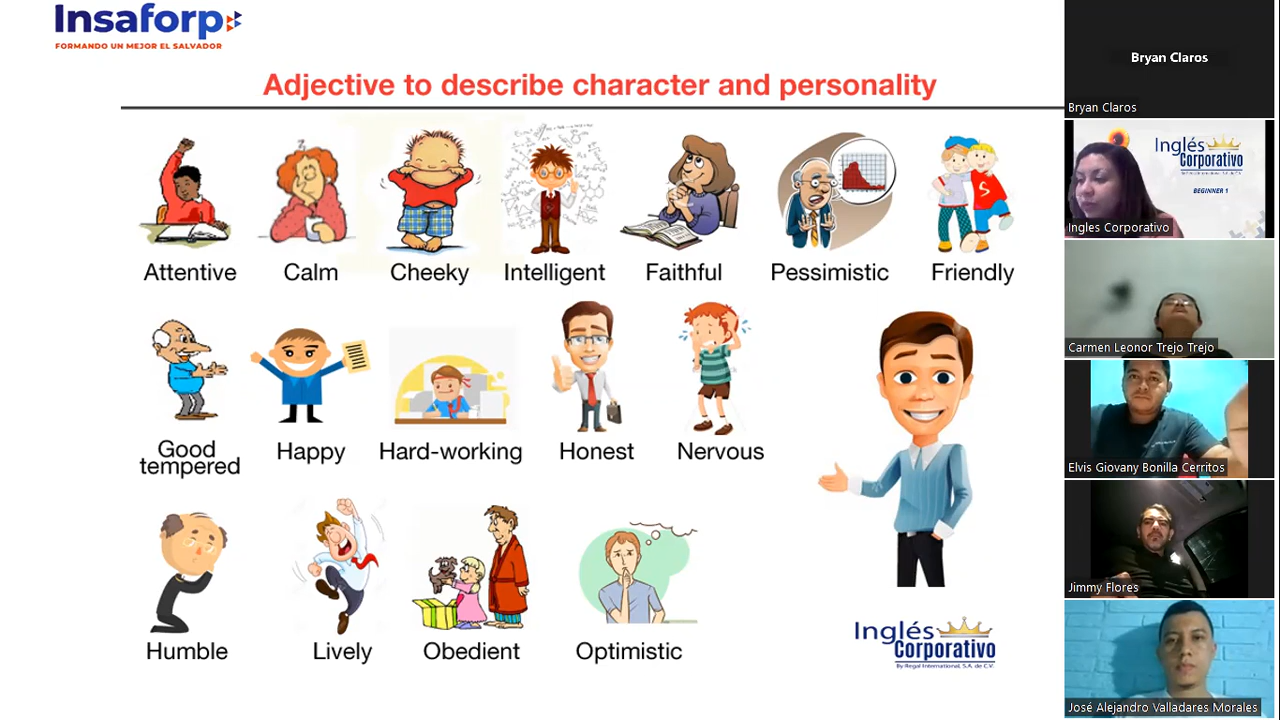 Insaforp
FORMANDO UN MEJOR EL SALVADOR
Adjective to describe character and personality
Attentive
Calm
Cheeky
Intelligent
Faithful
Pessimistic
Friendly
Good
tempered
Happy
Hard-working
Honest
Nervous
Humble
Lively
Obedient
Optimistic
Inglés
Corporativo
By Regal International, S.A. de C.V.
Bryan Claros
Bryan Claros
Inglés
Corporativo
BEGINNER 1
Ingles Corporativo
Carmen Leonor Trejo Trejo
Elvis Giovany Bonilla Cerritos
Jimmy Flores
José Alejandro Valladares Morales